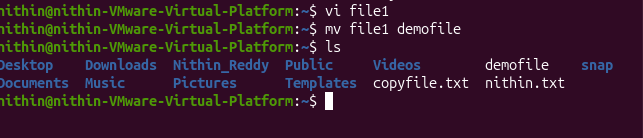 nithin@nithin-VMware-Virtual-Platform:~$ vi file1
nithin@nithin-VMware-Virtual-Platform:~$ mv file1 demofile
nithin@nithin-VMware-Virtual-Platform:~$ ls
Desktop Downloads Nithin_Reddy Public Videos demofile snap
Documents Music Pictures Templates copyfile.txt nithin.txt
nithin@nithin-VMware-Virtual-Platform:~$